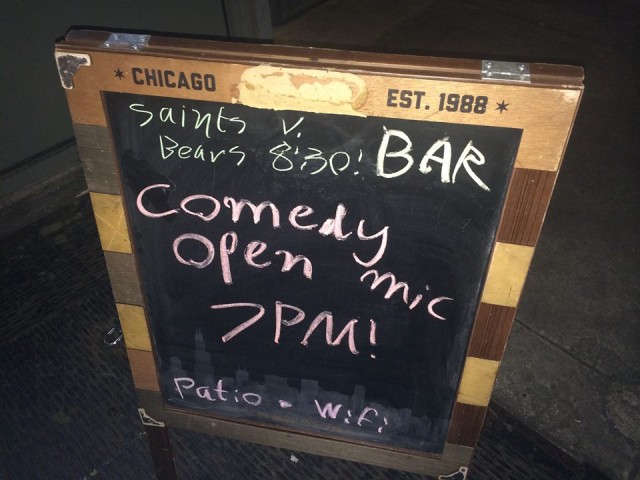 CHICAGO EST. 1988
Saints v.
Bears 8:30! BAR
Comedy
Open mic
7PM!
Patio • Wifi